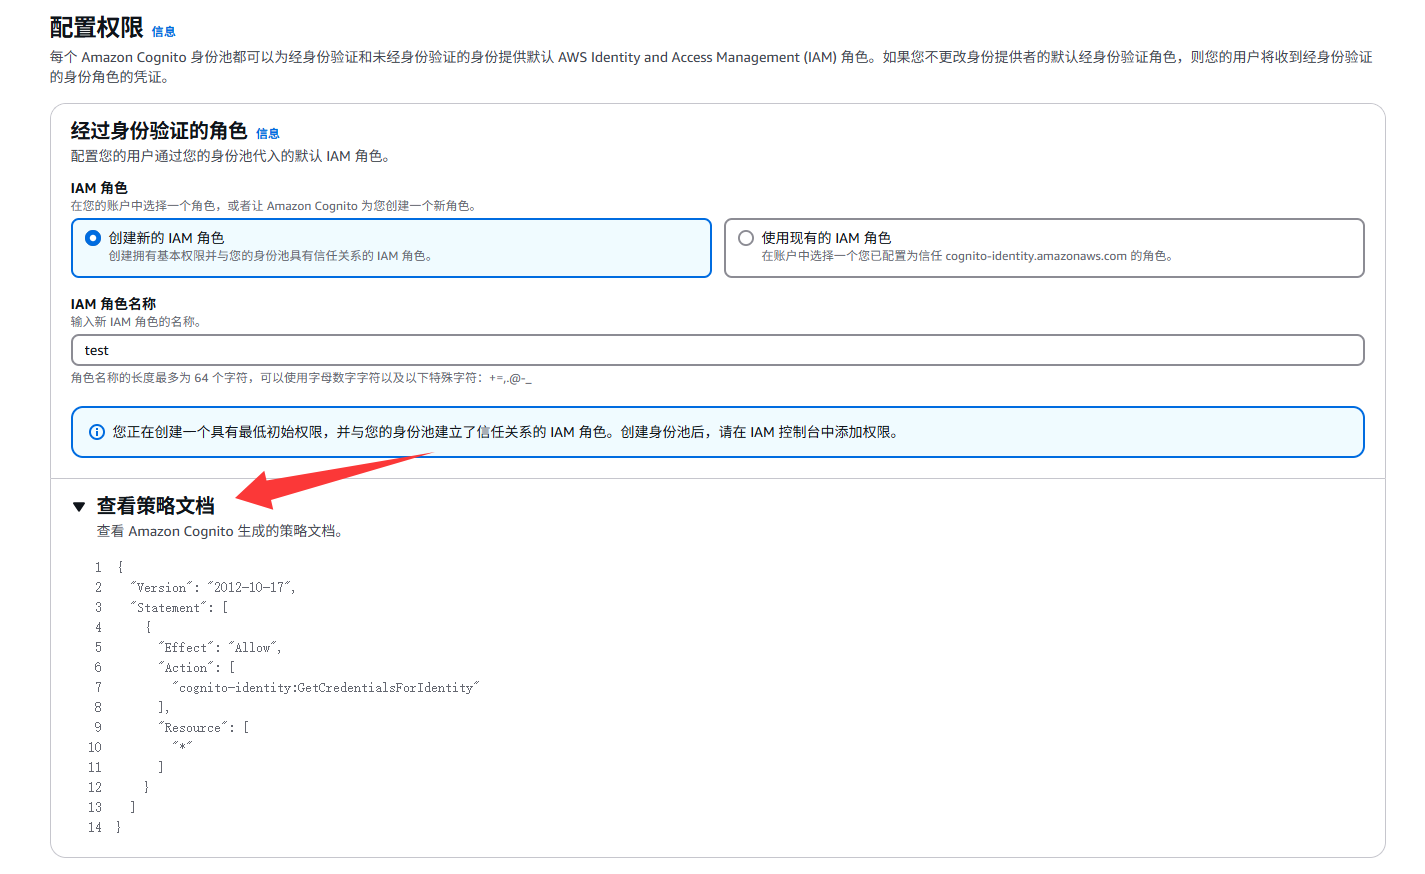 配置权限 信息
每个 Amazon Cognito 身份池都可以为经身份验证和未经身份验证的身份提供默认 AWS Identity and Access Management (IAM) 角色。如果您不更改身份提供者的默认经身份验证角色，则您的用户将收到经身份验证
的身份角色的凭证。
经过身份验证的角色 信息
配置您的用户通过您的身份池代入的默认 IAM 角色。
IAM 角色
在您的账户中选择一个角色，或者让 Amazon Cognito 为您创建一个新角色。
创建新的 IAM 角色
创建拥有基本权限并与您的身份池具有信任关系的 IAM 角色。
使用现有的 IAM 角色
在账户中选择一个您已配置为信任 cognito-identity.amazonaws.com 的角色。
IAM 角色名称
输入新 IAM 角色的名称。
test
角色名称的长度最多为 64 个字符，可以使用字母数字字符以及以下特殊字符：+=,.@-_
您正在创建一个具有最低初始权限，并与您的身份池建立了信任关系的 IAM 角色。创建身份池后，请在 IAM 控制台中添加权限。
查看策略文档
查看 Amazon Cognito 生成的策略文档。
1 {
2 "Version": "2012-10-17",
3 "Statement": [
4 {
5 "Effect": "Allow",
6 "Action": [
7 "cognito-identity:GetCredentialsForIdentity"
8 ],
9 "Resource": [
10 "*"
11 ]
12 }
13 ]
14 }